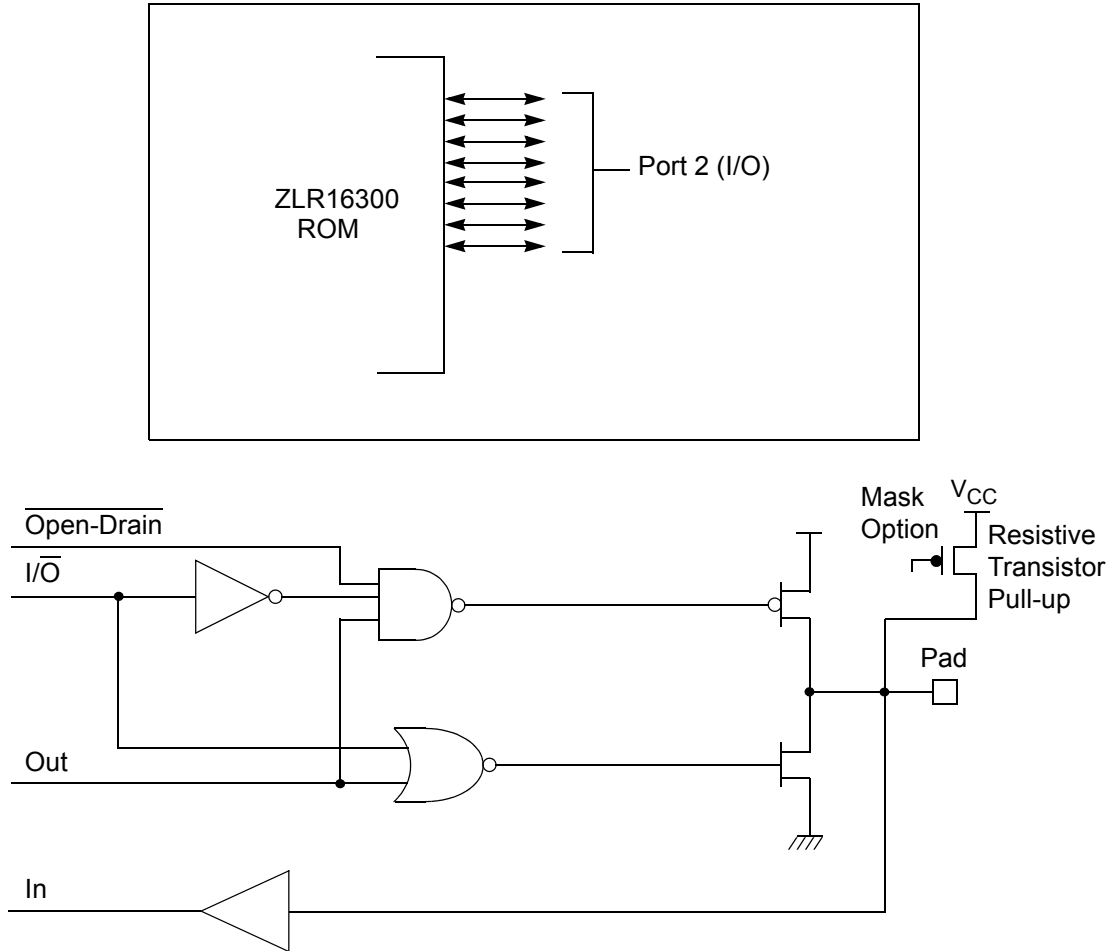 Port 2 (I/O)
ZLR16300
ROM
Open-Drain
I/O
Mask
Option
VCC
Resistive
Transistor
Pull-up
Pad
Out
In